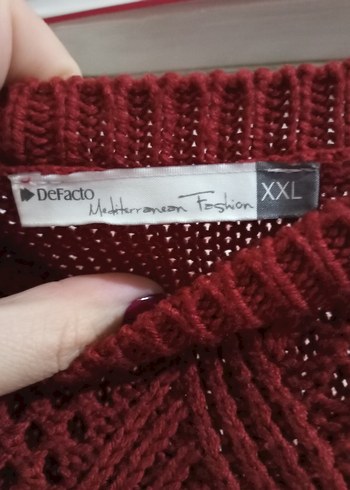 DeFacto
Mediterranean Fashion
XXL